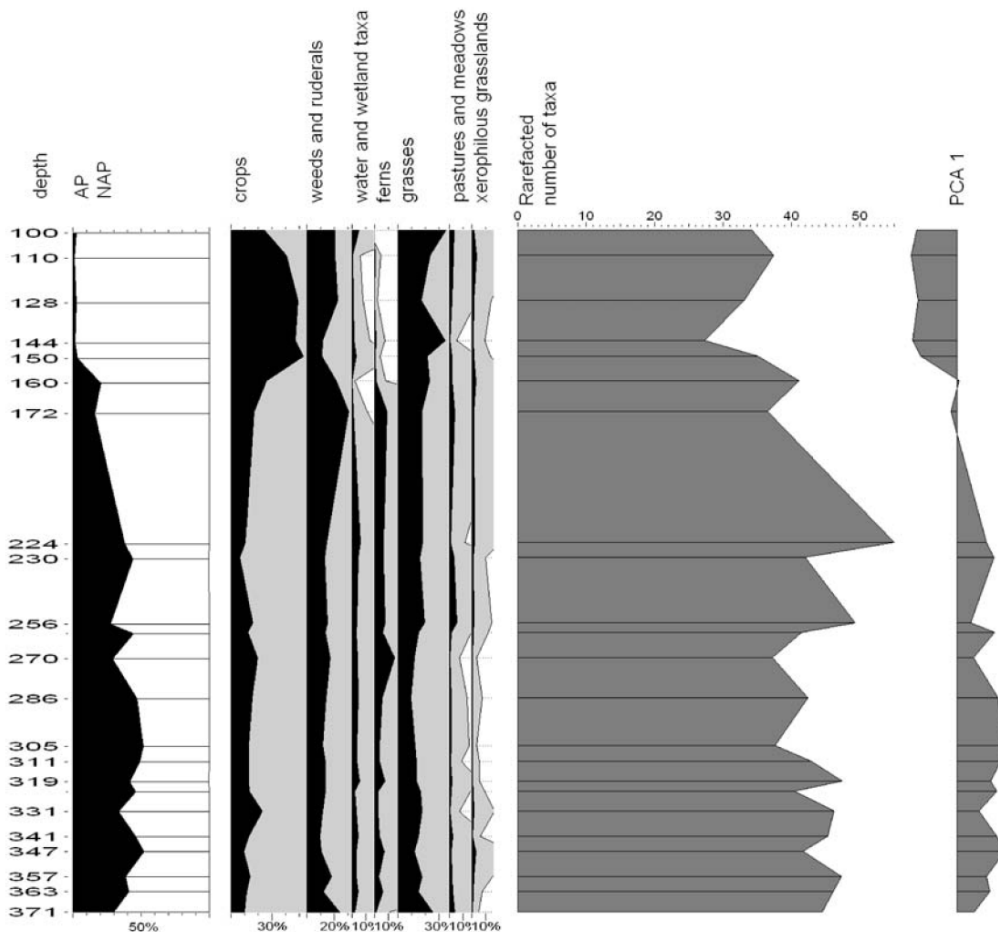 depth
AP
NAP
crops
weeds and ruderals
water and wetland taxa
ferns
grasses
pastures and meadows
xerophilous grasslands
Rarefacted
number of taxa
PCA 1
0 10 20 30 40 50
100
110
128
144
150
160
172
224
230
256
270
286
305
311
319
331
341
347
357
363
371
50% 30% 20% 10% 10% 30% 10% 10%